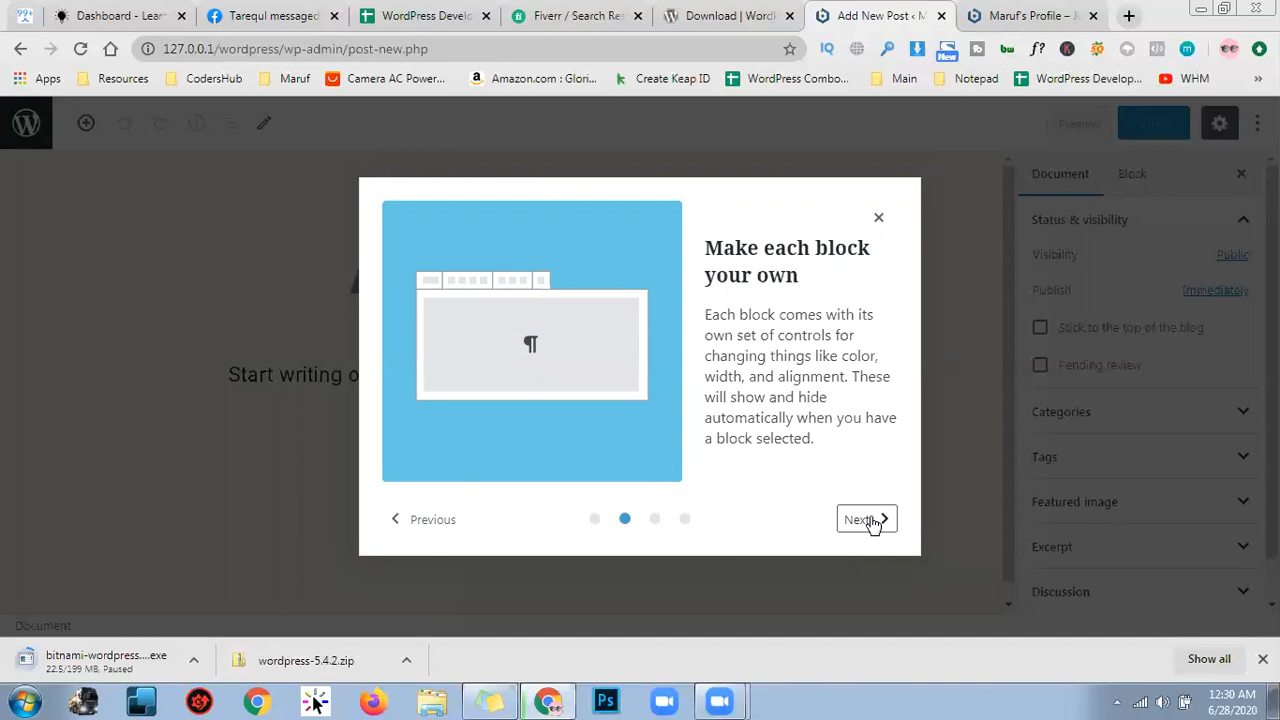 Dashboard - Lear
Tarequl messaged
WordPress Develo
Fiverr / Search Res
Download | WordP
Add New Post ‹ M
Maruf's Profile – Jo
127.0.0.1/wordpress/wp-admin/post-new.php
New
Apps
Resources
CodersHub
Maruf
Camera AC Power...
Amazon.com : Glori...
Create Keap ID
WordPress Combo...
Main
Notepad
WordPress Develop...
WHM
Preview
Document
Block
Status & visibility
Visibility
Public
Publish
Immediately
Stick to the top of the blog
Pending review
Categories
Tags
Featured image
Excerpt
Discussion
Start writing o
Make each block
your own
Each block comes with its
own set of controls for
changing things like color,
width, and alignment. These
will show and hide
automatically when you have
a block selected.
Previous
Next
Document
bitnami-wordpress....exe
22.5/199 MB, Paused
wordpress-5.4.2.zip
Show all
Ps
12:30 AM
6/28/2020